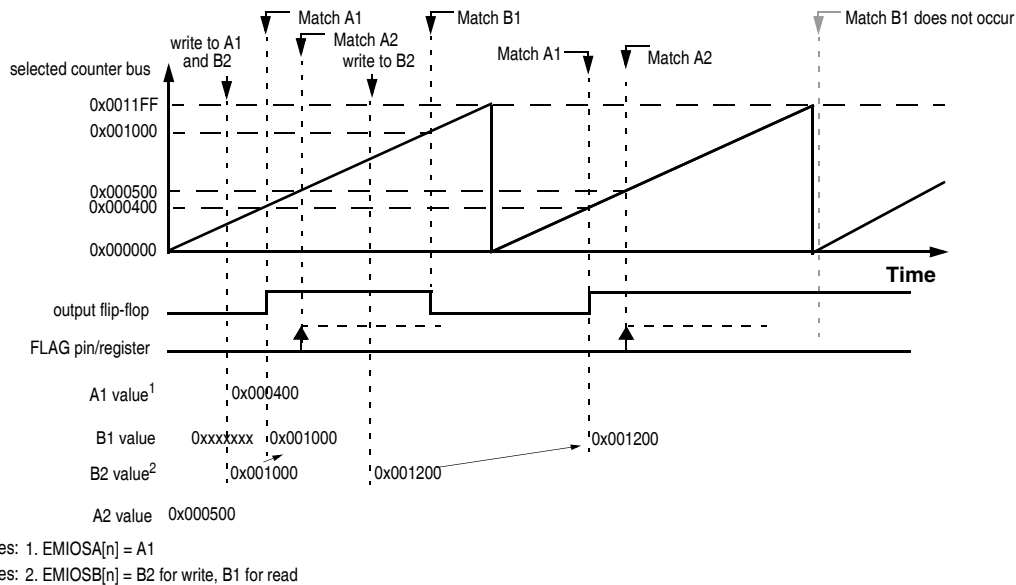 Match A1
Match B1
Match B1 does not occur
write to A1
and B2
Match A2
write to B2
Match A1
Match A2
selected counter bus
0x0011FF
0x001000
0x000500
0x000400
0x000000
Time
output flip-flop
FLAG pin/register
A1 value1
0x000400
B1 value
0xxxxxxx
0x001000
0x001200
B2 value2
0x001000
0x001200
A2 value
0x000500
es: 1. EMIOSA[n] = A1
es: 2. EMIOSB[n] = B2 for write, B1 for read